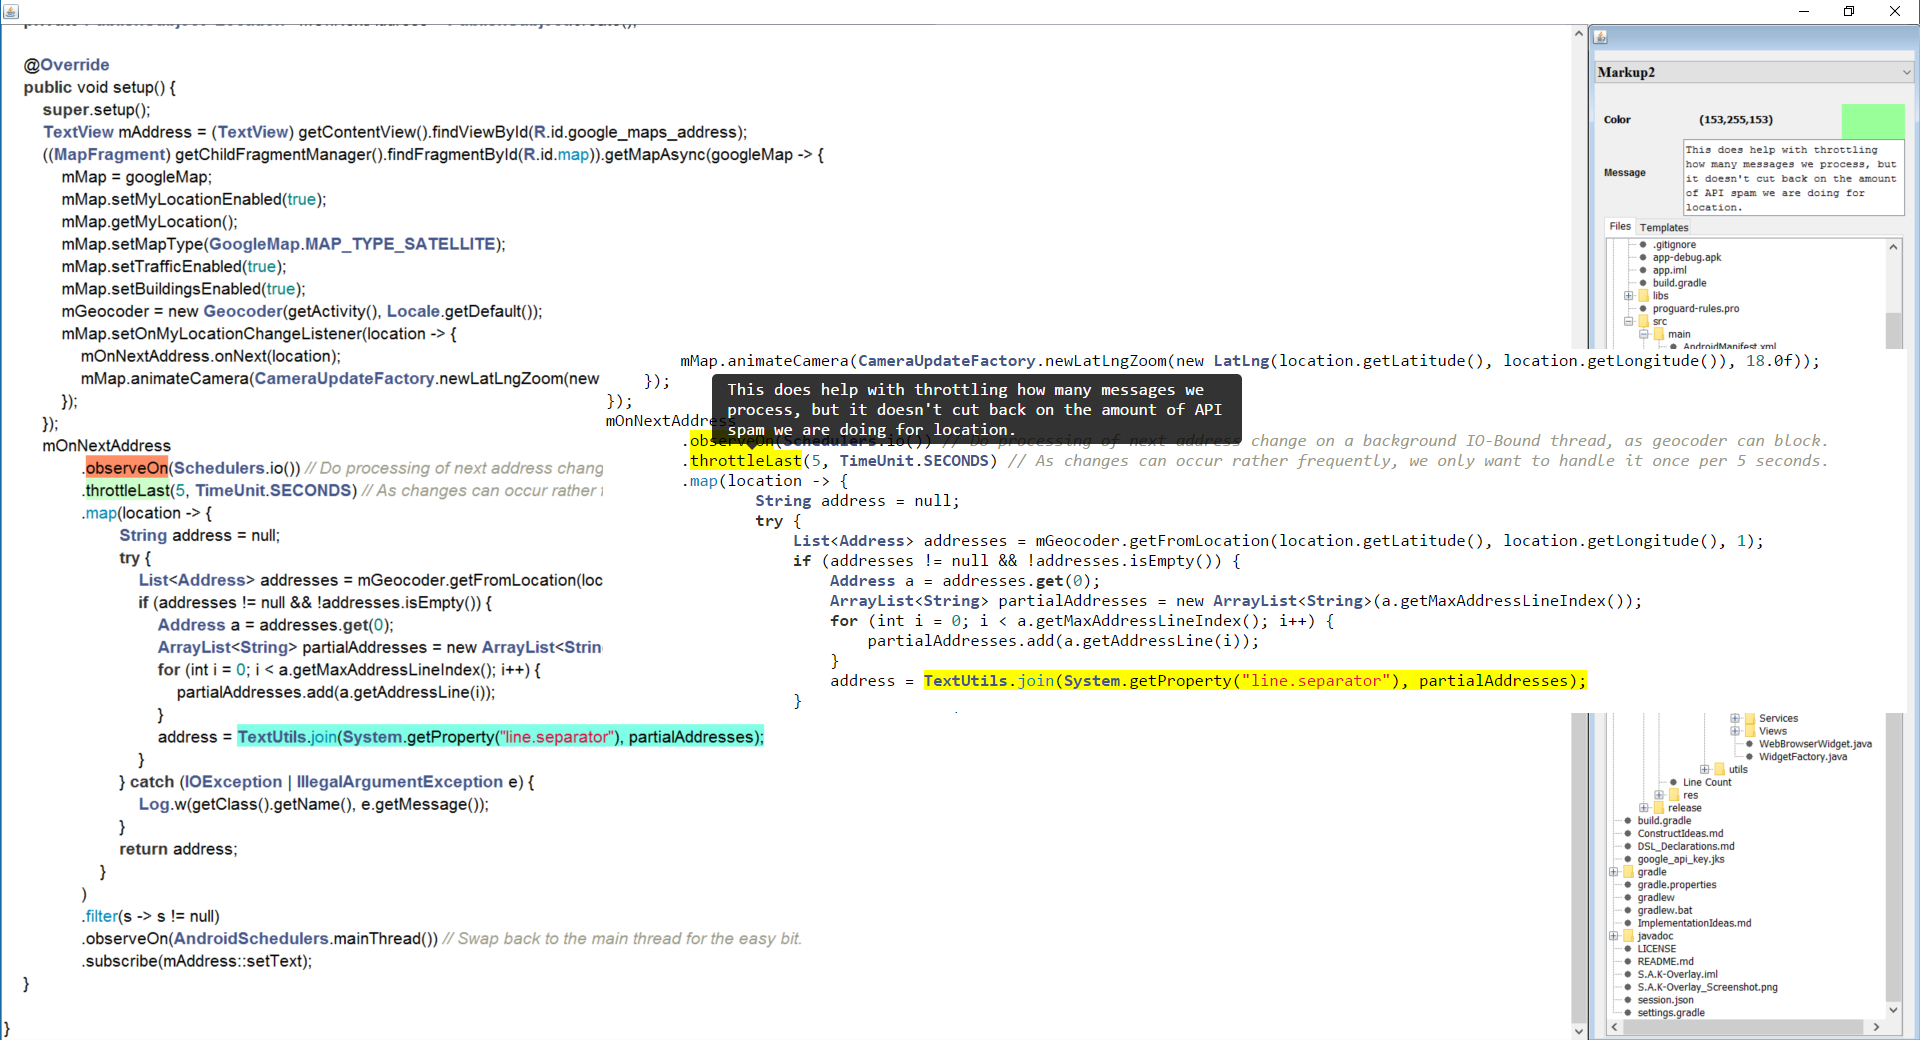 @Override
public void setup() {
super.setup();
TextView mAddress = (TextView) getContentView().findViewById(R.id.google_maps_address);
((MapFragment) getChildFragmentManager().findFragmentById(R.id.map)).getMapAsync(googleMap -> {
mMap = googleMap;
mMap.setMyLocationEnabled(true);
mMap.getMyLocation();
mMap.setMapType(GoogleMap.MAP_TYPE_SATELLITE);
mMap.setTrafficEnabled(true);
mMap.setBuildingsEnabled(true);
mGeocoder = new Geocoder(getActivity(), Locale.getDefault());
mMap.setOnMyLocationChangeListener(location -> {
mOnNextAddress.onNext(location);
mMap.animateCamera(CameraUpdateFactory.newLatLngZoom(new
});
});
mOnNextAddress
.observeOn(Schedulers.io()) // Do processing of next address chang
.throttleLast(5, TimeUnit.SECONDS) // As changes can occur rather
.map(location -> {
String address = null;
try {
List<Address> addresses = mGeocoder.getFromLocation(loc
if (addresses != null && !addresses.isEmpty()) {
Address a = addresses.get(0);
ArrayList<String> partialAddresses = new ArrayList<Strin
for (int i = 0; i < a.getMaxAddressLineIndex(); i++) {
partialAddresses.add(a.getAddressLine(i));
}
address = TextUtils.join(System.getProperty("line.separator"), partialAddresses);
}
} catch (IOException | IllegalArgumentException e) {
Log.w(getClass().getName(), e.getMessage());
}
return address;
}
)
.filter(s -> s != null)
.observeOn(AndroidSchedulers.mainThread()) // Swap back to the main thread for the easy bit.
.subscribe(mAddress::setText);
}
}
mMap.animateCamera(CameraUpdateFactory.newLatLngZoom(new LatLng(location.getLatitude(), location.getLongitude()), 18.0f));
});
});
mOnNextAddress
This does help with throttling how many messages we
process, but it doesn't cut back on the amount of API
spam we are doing for location.
.observeOn(Schedulers.io()) // Do processing of next address change on a background IO-Bound thread, as geocoder can block.
.throttleLast(5, TimeUnit.SECONDS) // As changes can occur rather frequently, we only want to handle it once per 5 seconds.
.map(location -> {
String address = null;
try {
List<Address> addresses = mGeocoder.getFromLocation(location.getLatitude(), location.getLongitude(), 1);
if (addresses != null && !addresses.isEmpty()) {
Address a = addresses.get(0);
ArrayList<String> partialAddresses = new ArrayList<String>(a.getMaxAddressLineIndex());
for (int i = 0; i < a.getMaxAddressLineIndex(); i++) {
partialAddresses.add(a.getAddressLine(i));
}
address = TextUtils.join(System.getProperty("line.separator"), partialAddresses);
}
Markup2
Color (153,255,153)
Message
This does help with throttling
how many messages we process, but
it doesn't cut back on the amount
of API spam we are doing for
location.
Files Templates
.gitignore
app-debug.apk
app.iml
build.gradle
libs
proguard-rules.pro
src
main
AndroidManifest.xml
Services
Views
WebBrowserWidget.java
WidgetFactory.java
utils
Line Count
res
release
build.gradle
ConstructIdeas.md
DSL_Declarations.md
google_api_key.jks
gradle
gradle.properties
gradlew
gradlew.bat
ImplementationIdeas.md
javadoc
LICENSE
README.md
S.A.K-Overlay.iml
S.A.K-Overlay_Screenshot.png
session.json
settings.gradle